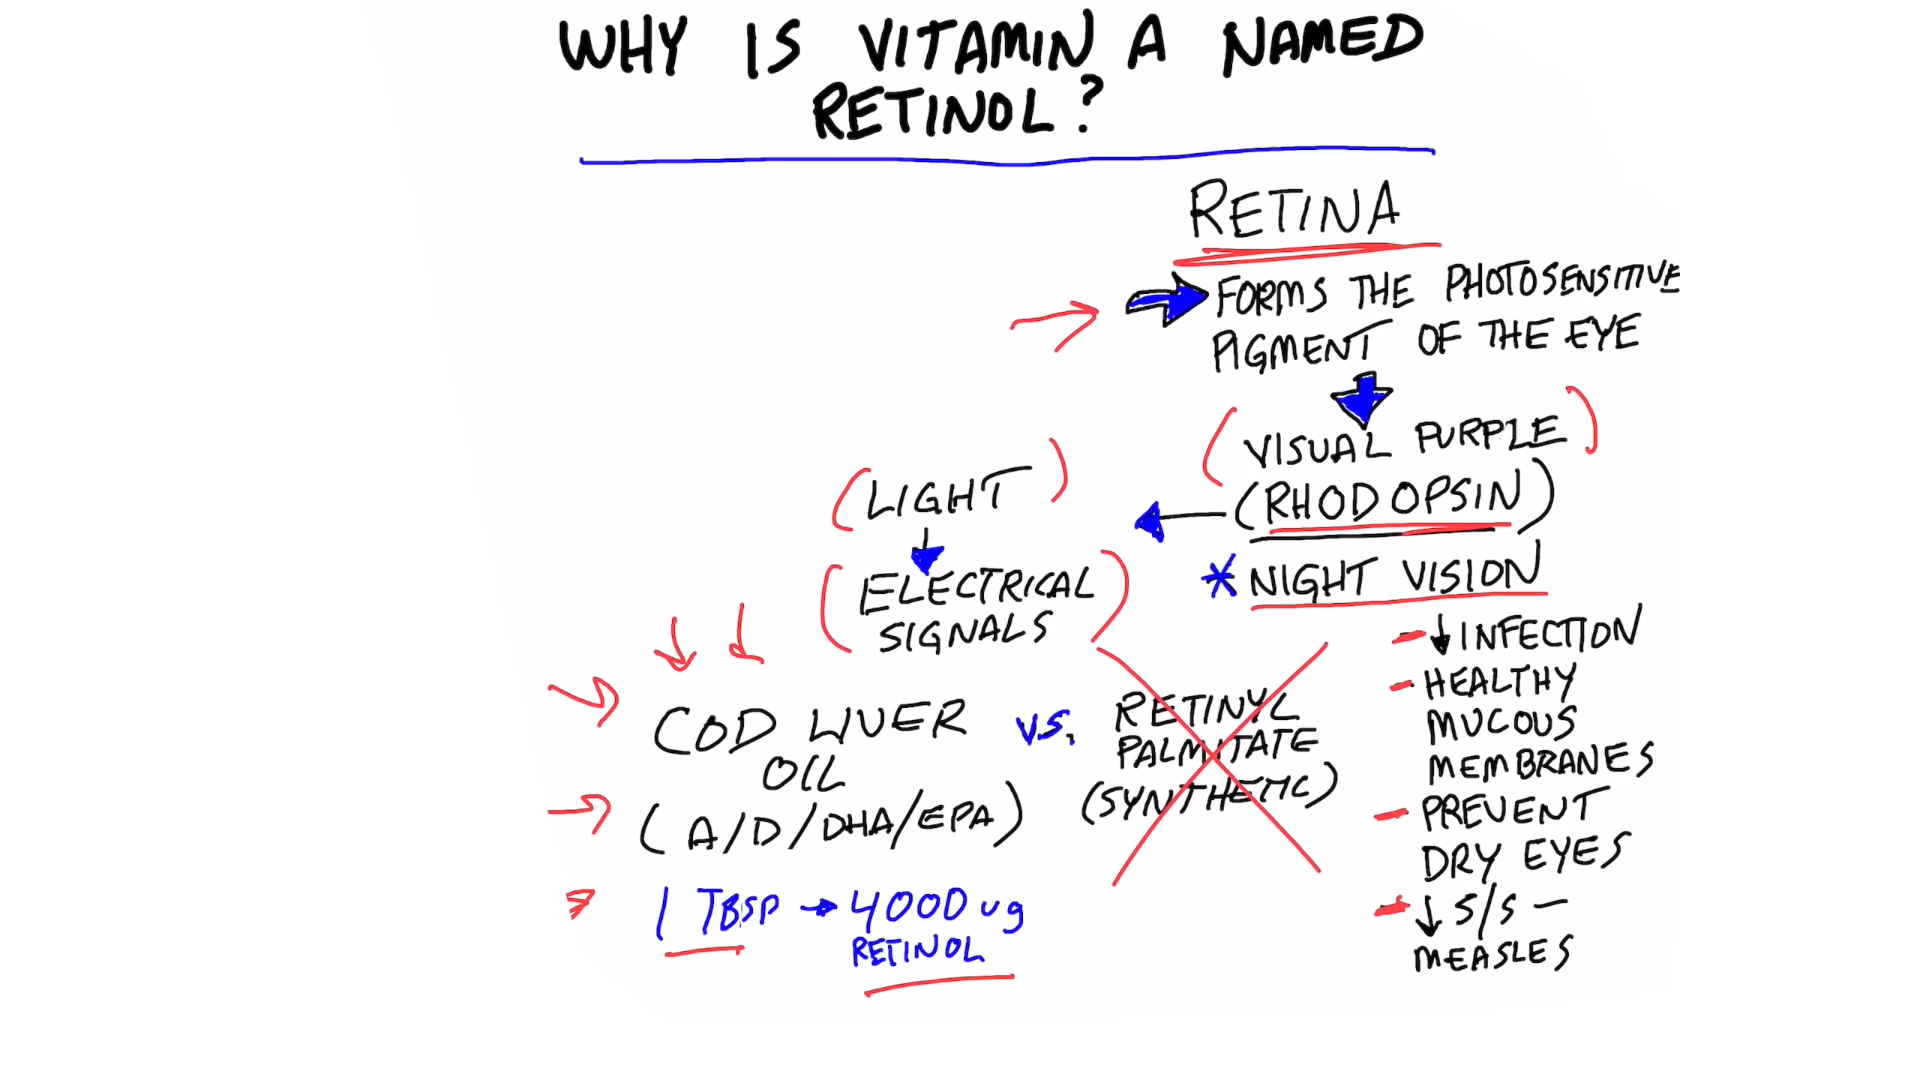 WHY IS VITAMIN A NAMED
RETINOL?
RETINA
FORMS THE PHOTOSENSITIVE
PIGMENT OF THE EYE
VISUAL PURPLE
(RHODOPSIN)
* NIGHT VISION
(LIGHT)
(ELECTRICAL
SIGNALS)
COD LIVER
OIL
(A/D/DHA/EPA)
1 TBSP → 4000 ug
RETINOL
vs.
RETINYL
PALMITATE
(SYNTHETIC)
- ↓ INFECTION
- HEALTHY
MUCOUS
MEMBRANES
- PREVENT
DRY EYES
- ↓ S/S -
MEASLES